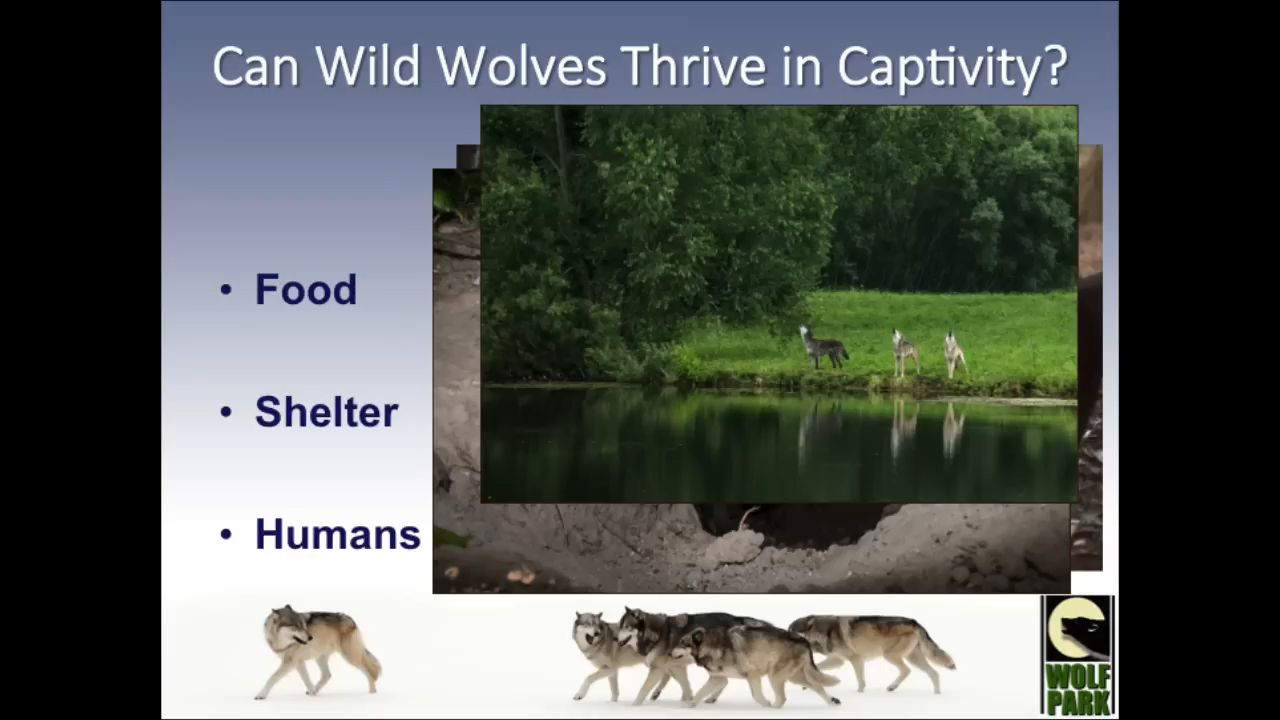 Can Wild Wolves Thrive in Captivity?
• Food
• Shelter
• Humans
WOLF
PARK